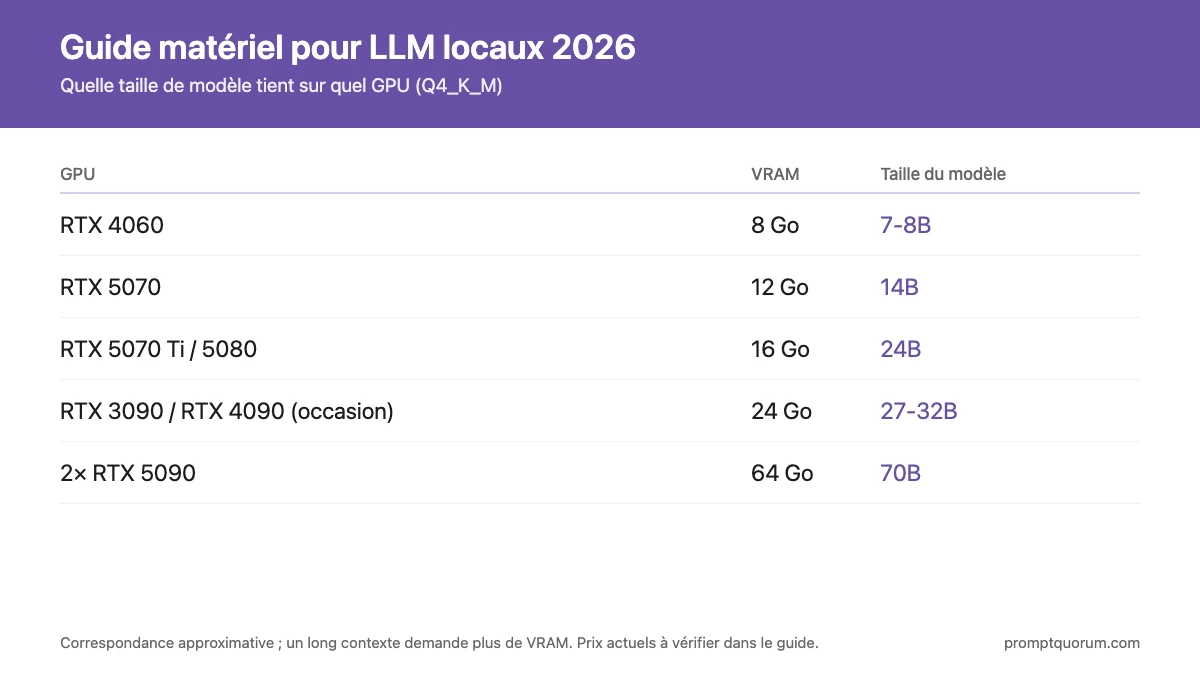 Guide matériel pour LLM locaux 2026
Quelle taille de modèle tient sur quel GPU (Q4_K_M)
GPU VRAM Taille du modèle
RTX 4060 8 Go 7-8B
RTX 5070 12 Go 14B
RTX 5070 Ti / 5080 16 Go 24B
RTX 3090 / RTX 4090 (occasion) 24 Go 27-32B
2× RTX 5090 64 Go 70B
Correspondance approximative ; un long contexte demande plus de VRAM. Prix actuels à vérifier dans le guide. promptquorum.com